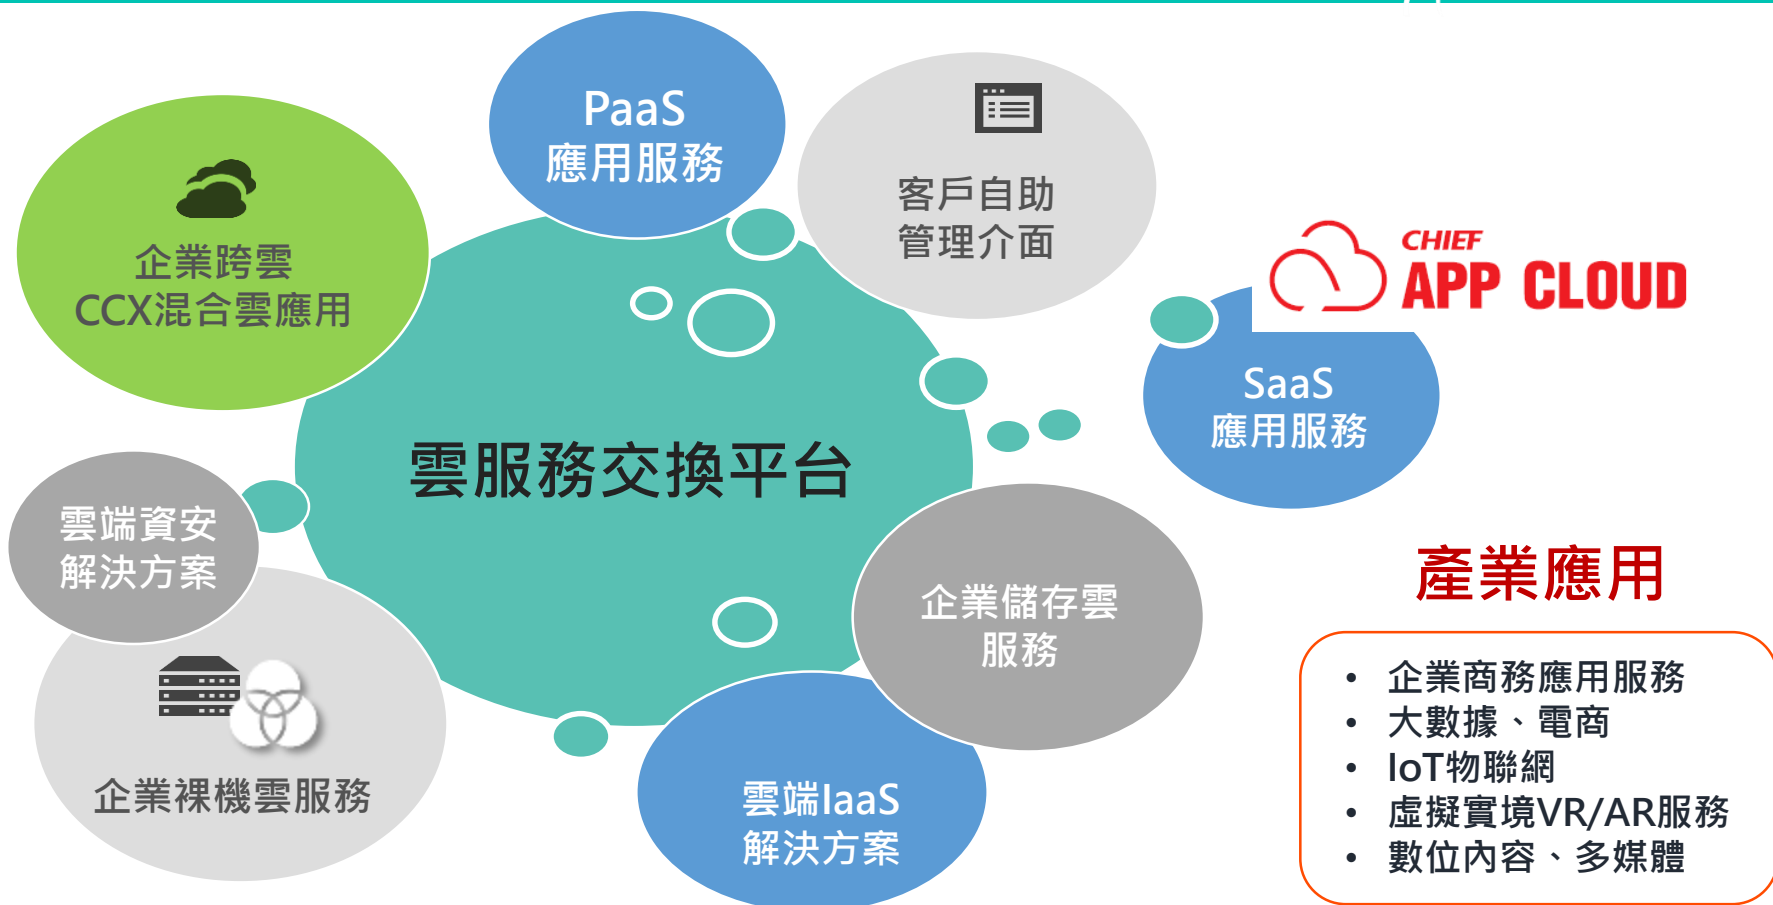 PaaS
應用服務
客戶自助
管理介面
企業跨雲
CCX混合雲應用
CHIEF
APP CLOUD
SaaS
應用服務
雲服務交換平台
雲端資安
解決方案
企業儲存雲
服務
企業裸機雲服務
雲端IaaS
解決方案
產業應用
• 企業商務應用服務
• 大數據、電商
• IoT物聯網
• 虛擬實境VR/AR服務
• 數位內容、多媒體